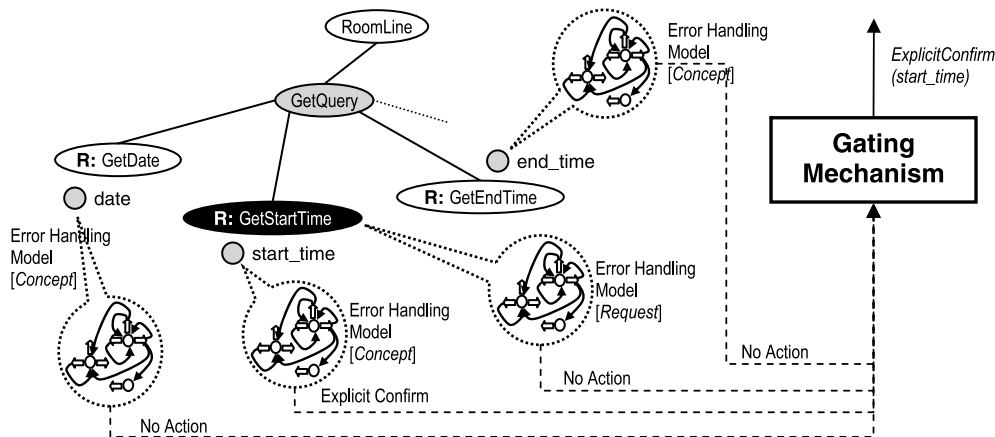 RoomLine
Error Handling
Model
[Concept]
ExplicitConfirm
(start_time)
GetQuery
Gating
Mechanism
R: GetDate
end_time
date
R: GetEndTime
R: GetStartTime
Error Handling
Model
[Concept]
start_time
Error Handling
Model
[Request]
Error Handling
Model
[Concept]
No Action
No Action
Explicit Confirm
No Action